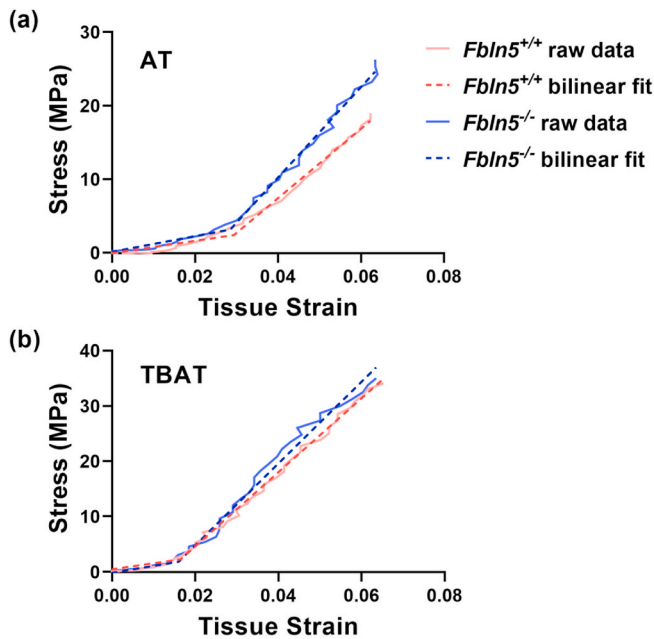 (a)
AT
Stress (MPa)
30
20
10
0
0.00 0.02 0.04 0.06 0.08
Tissue Strain
Fbln5+/+ raw data
Fbln5+/+ bilinear fit
Fbln5-/- raw data
Fbln5-/- bilinear fit
(b)
TBAT
Stress (MPa)
40
30
20
10
0
0.00 0.02 0.04 0.06 0.08
Tissue Strain